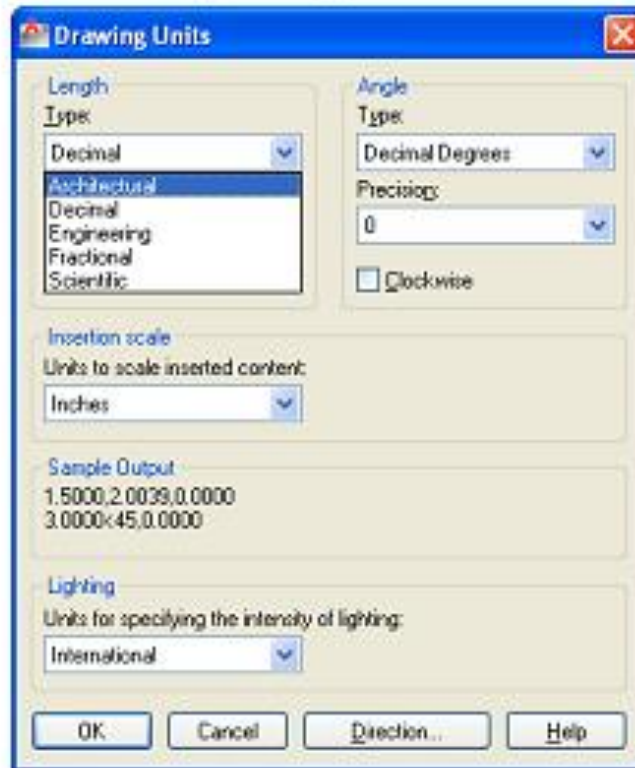 Drawing Units
Length
Type:
Decimal
Architectural
Decimal
Engineering
Fractional
Scientific
Angle
Type:
Decimal Degrees
Precision:
0
Clockwise
Insertion scale
Units to scale inserted content:
Inches
Sample Output
1.5000,2.0039,0.0000
3.0000<45,0.0000
Lighting
Units for specifying the intensity of lighting:
International
OK
Cancel
Direction...
Help